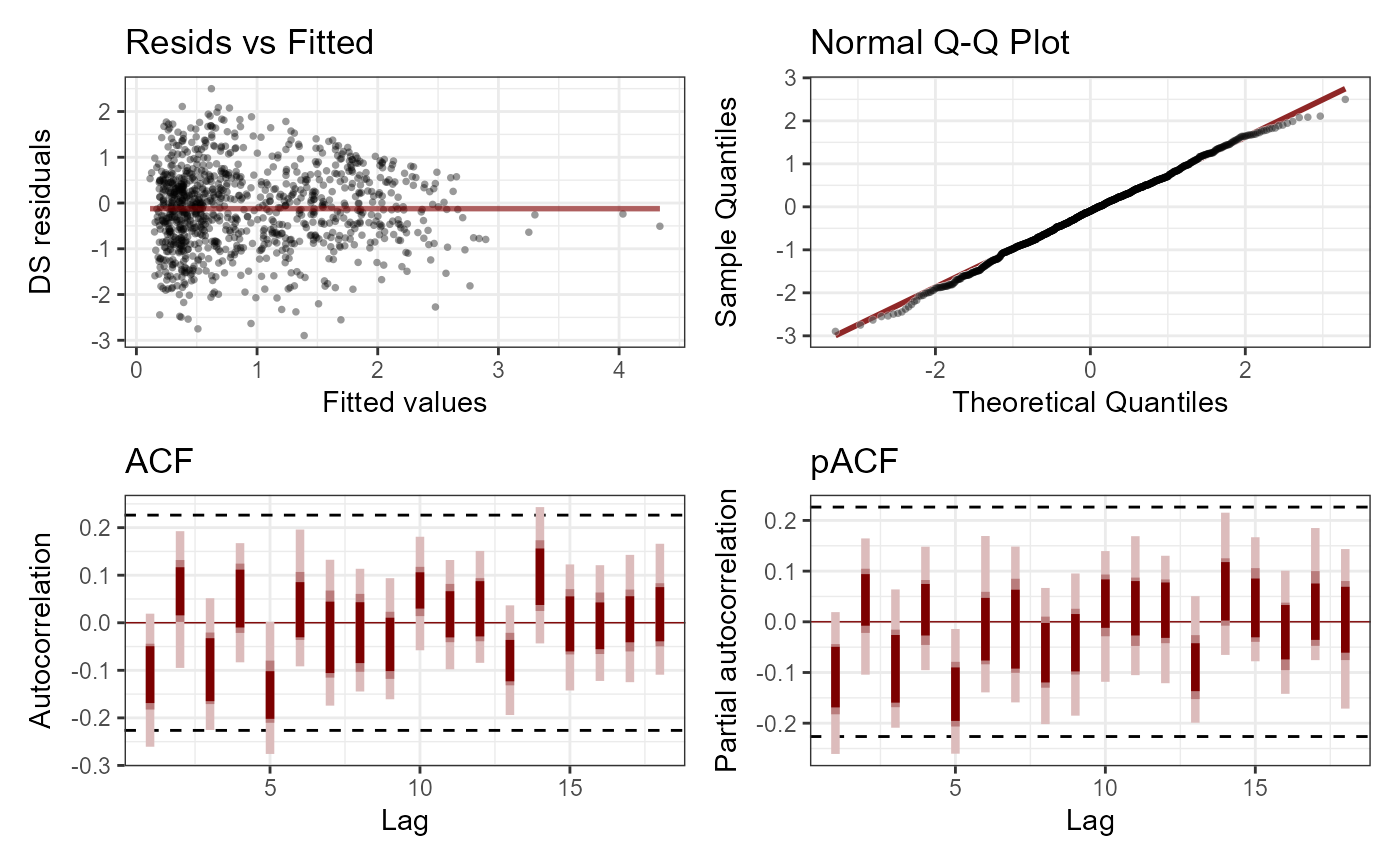 Resids vs Fitted
DS residuals
2
1
0
-1
-2
-3
0 1 2 3 4
Fitted values
Normal Q-Q Plot
Sample Quantiles
3
2
1
0
-1
-2
-3
-2 0 2
Theoretical Quantiles
ACF
Autocorrelation
0.2
0.1
0.0
-0.1
-0.2
-0.3
5 10 15
Lag
pACF
Partial autocorrelation
0.2
0.1
0.0
-0.1
-0.2
5 10 15
Lag